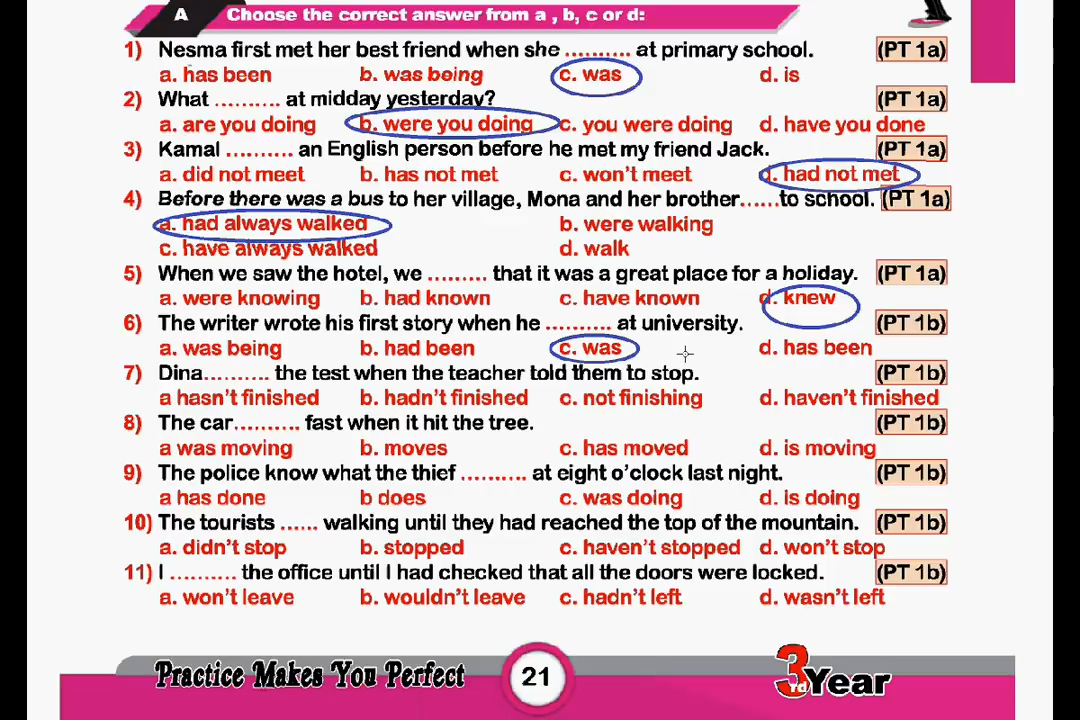 A Choose the correct answer from a , b, c or d:
1) Nesma first met her best friend when she .......... at primary school. (PT 1a)
a. has been b. was being c. was d. is
2) What .......... at midday yesterday? (PT 1a)
a. are you doing b. were you doing c. you were doing d. have you done
3) Kamal .......... an English person before he met my friend Jack. (PT 1a)
a. did not meet b. has not met c. won't meet d. had not met
4) Before there was a bus to her village, Mona and her brother......to school. (PT 1a)
a. had always walked b. were walking
c. have always walked d. walk
5) When we saw the hotel, we ......... that it was a great place for a holiday. (PT 1a)
a. were knowing b. had known c. have known d. knew
6) The writer wrote his first story when he .......... at university. (PT 1b)
a. was being b. had been c. was d. has been
7) Dina.......... the test when the teacher told them to stop. (PT 1b)
a hasn't finished b. hadn't finished c. not finishing d. haven't finished
8) The car.......... fast when it hit the tree. (PT 1b)
a was moving b. moves c. has moved d. is moving
9) The police know what the thief .......... at eight o'clock last night. (PT 1b)
a has done b does c. was doing d. is doing
10) The tourists ...... walking until they had reached the top of the mountain. (PT 1b)
a. didn't stop b. stopped c. haven't stopped d. won't stop
11) I .......... the office until I had checked that all the doors were locked. (PT 1b)
a. won't leave b. wouldn't leave c. hadn't left d. wasn't left
Practice Makes You Perfect 21 3rd Year